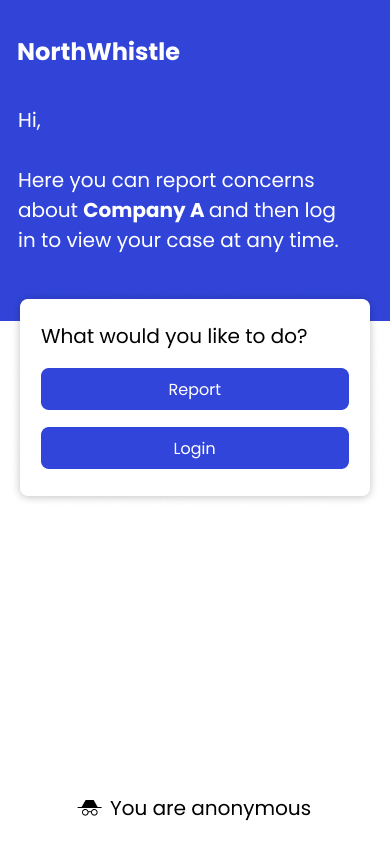 NorthWhistle
Hi,
Here you can report concerns
about Company A and then log
in to view your case at any time.
What would you like to do?
Report
Login
You are anonymous